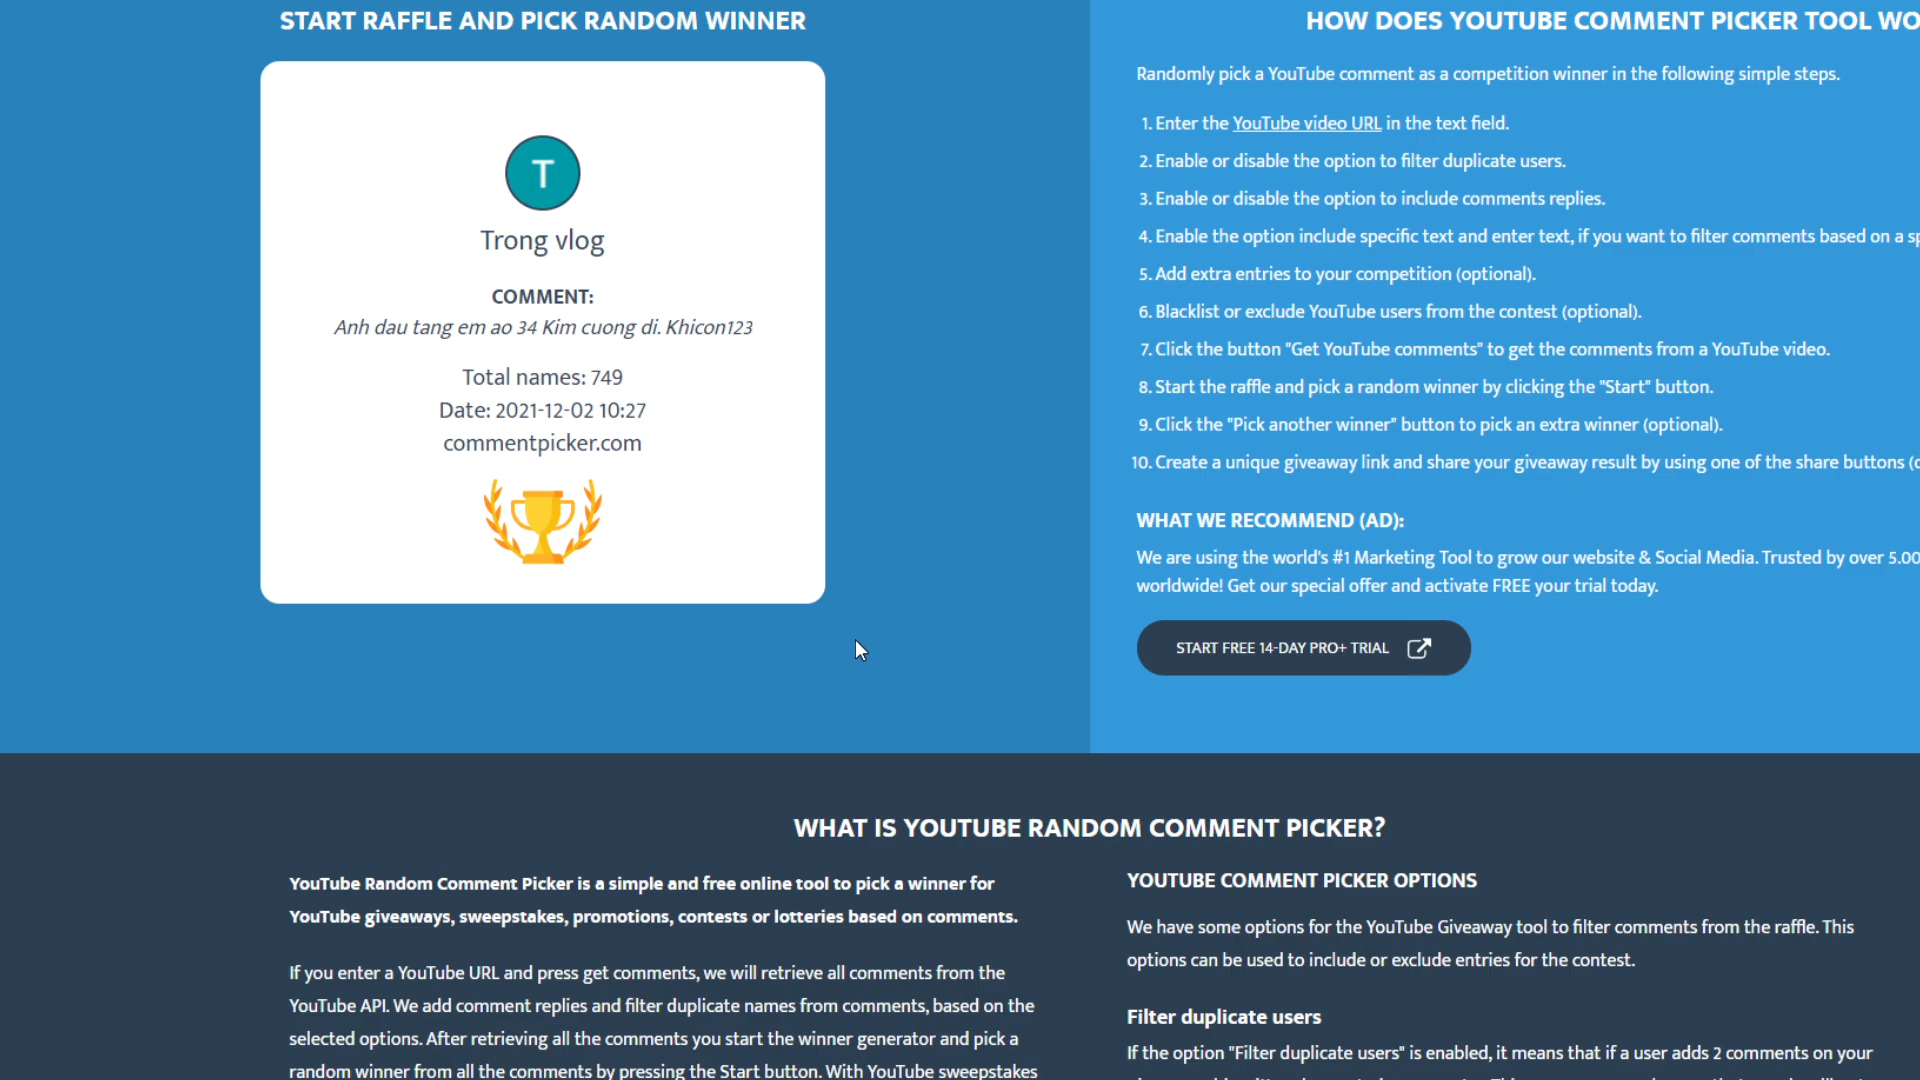 START RAFFLE AND PICK RANDOM WINNER
T
Trong vlog
COMMENT:
Anh dau tang em ao 34 Kim cuong di. Khicon123
Total names: 749
Date: 2021-12-02 10:27
commentpicker.com
HOW DOES YOUTUBE COMMENT PICKER TOOL WO
Randomly pick a YouTube comment as a competition winner in the following simple steps.
1. Enter the YouTube video URL in the text field.
2. Enable or disable the option to filter duplicate users.
3. Enable or disable the option to include comments replies.
4. Enable the option include specific text and enter text, if you want to filter comments based on a sp
5. Add extra entries to your competition (optional).
6. Blacklist or exclude YouTube users from the contest (optional).
7. Click the button "Get YouTube comments" to get the comments from a YouTube video.
8. Start the raffle and pick a random winner by clicking the "Start" button.
9. Click the "Pick another winner" button to pick an extra winner (optional).
10. Create a unique giveaway link and share your giveaway result by using one of the share buttons (o
WHAT WE RECOMMEND (AD):
We are using the world's #1 Marketing Tool to grow our website & Social Media. Trusted by over 5.00
worldwide! Get our special offer and activate FREE your trial today.
START FREE 14-DAY PRO+ TRIAL
WHAT IS YOUTUBE RANDOM COMMENT PICKER?
YouTube Random Comment Picker is a simple and free online tool to pick a winner for
YouTube giveaways, sweepstakes, promotions, contests or lotteries based on comments.
If you enter a YouTube URL and press get comments, we will retrieve all comments from the
YouTube API. We add comment replies and filter duplicate names from comments, based on the
selected options. After retrieving all the comments you start the winner generator and pick a
random winner from all the comments by pressing the Start button. With YouTube sweepstakes
YOUTUBE COMMENT PICKER OPTIONS
We have some options for the YouTube Giveaway tool to filter comments from the raffle. This
options can be used to include or exclude entries for the contest.
Filter duplicate users
If the option "Filter duplicate users" is enabled, it means that if a user adds 2 comments on your